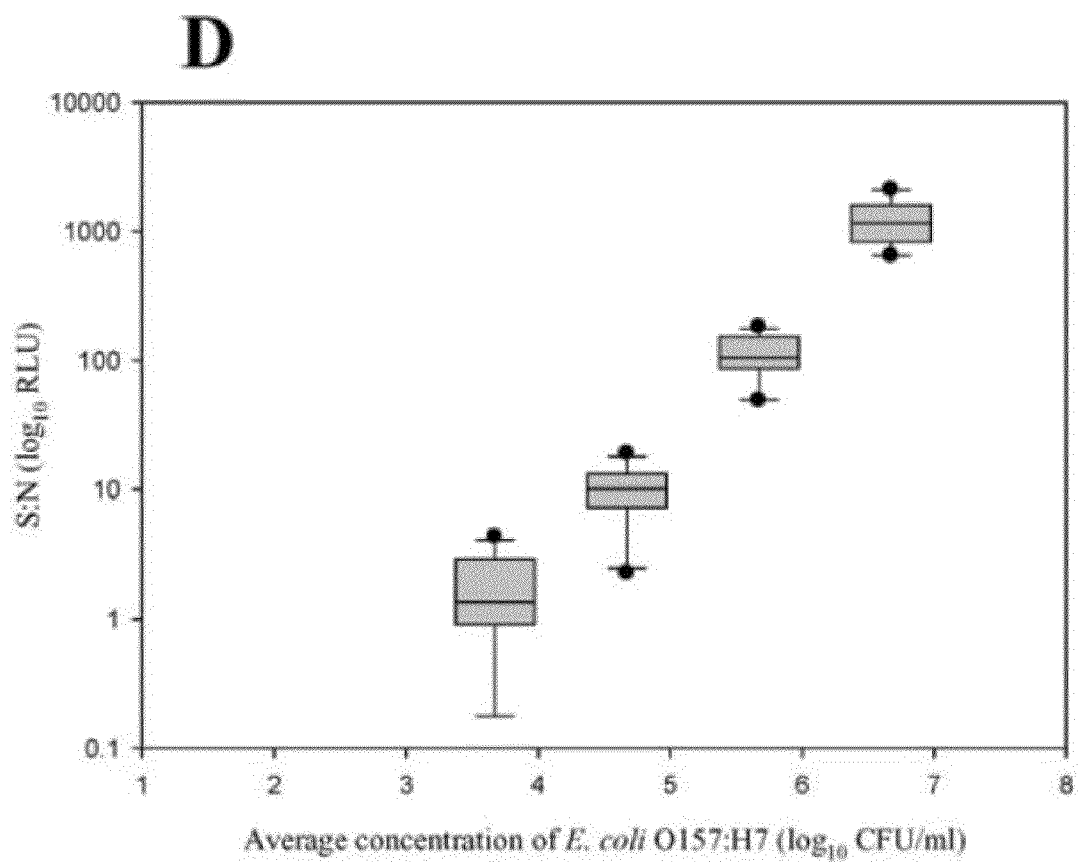 D
10000
1000
100
10
1
0.1
S:N (log10 RLU)
1 2 3 4 5 6 7 8
Average concentration of E. coli O157:H7 (log10 CFU/ml)